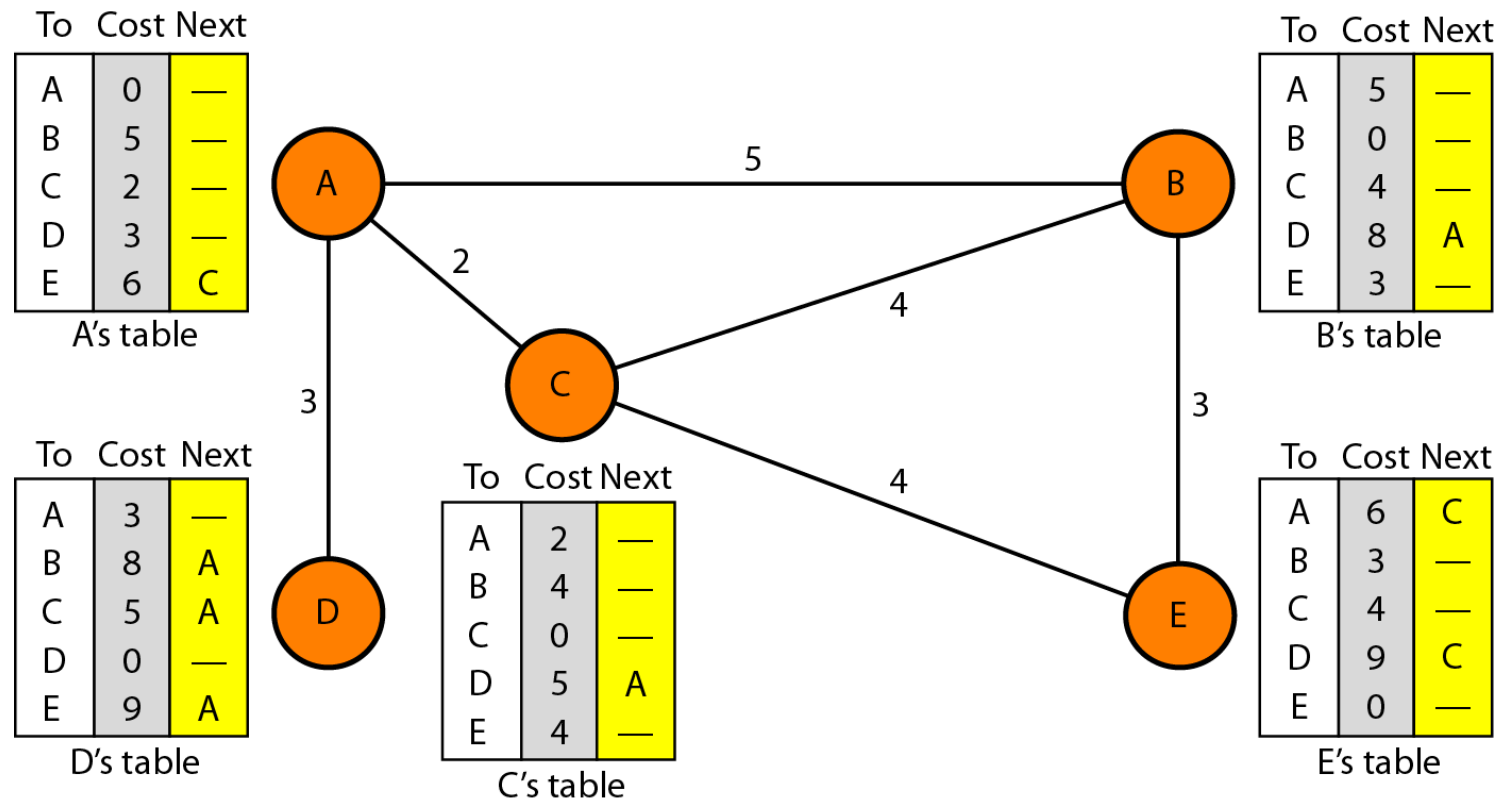 To Cost Next
A 0 —
B 5 —
C 2 —
D 3 —
E 6 C
A’s table
To Cost Next
A 5 —
B 0 —
C 4 —
D 8 A
E 3 —
B’s table
A
5
B
2
4
C
3
3
4
D
E
To Cost Next
A 3 —
B 8 A
C 5 A
D 0 —
E 9 A
D’s table
To Cost Next
A 2 —
B 4 —
C 0 —
D 5 A
E 4 —
C’s table
To Cost Next
A 6 C
B 3 —
C 4 —
D 9 C
E 0 —
E’s table